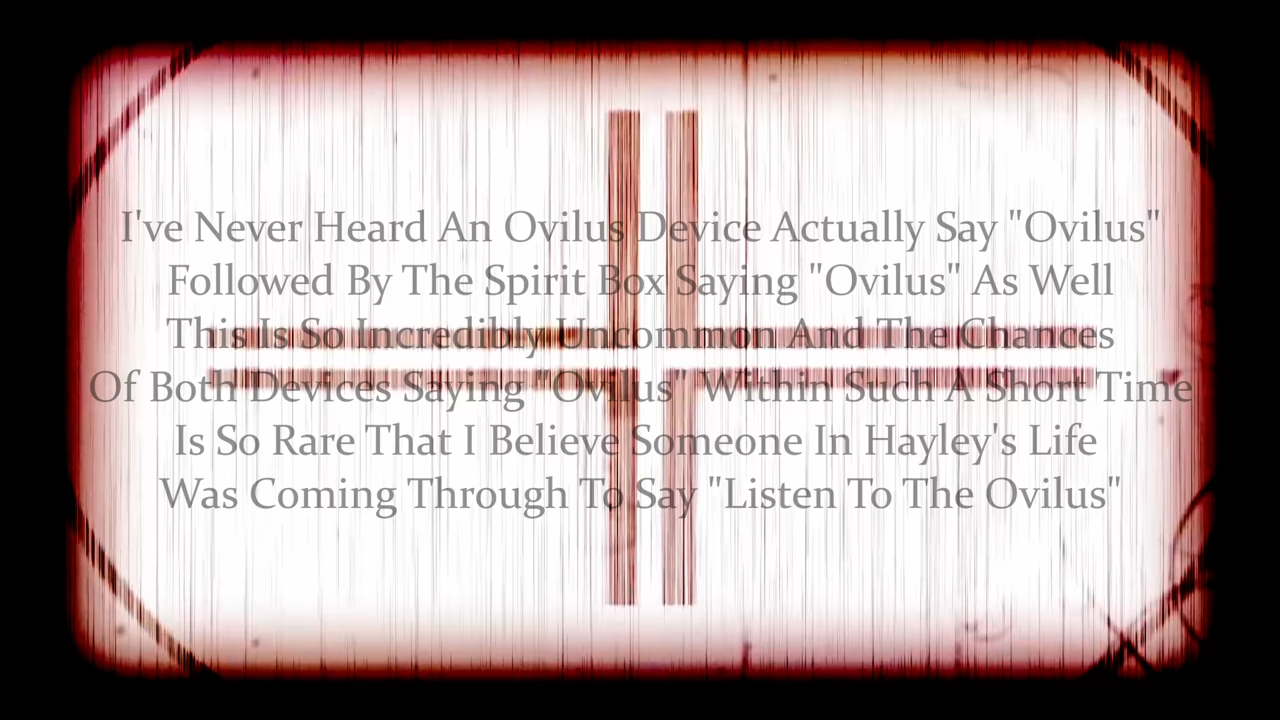 I've Never Heard An Ovilus Device Actually Say "Ovilus"
Followed By The Spirit Box Saying "Ovilus" As Well
This Is So Incredibly Uncommon And The Chances
Of Both Devices Saying "Ovilus" Within Such A Short Time
Is So Rare That I Believe Someone In Hayley's Life
Was Coming Through To Say "Listen To The Ovilus"